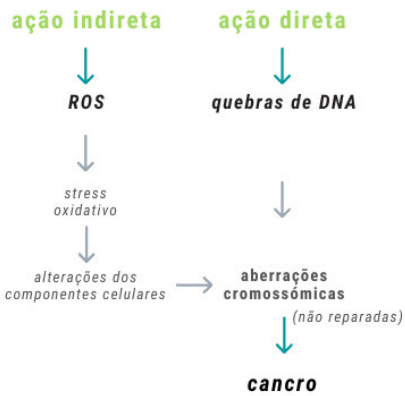 ação indireta
ação direta
ROS
quebras de DNA
stress
oxidativo
alterações dos
componentes celulares
aberrações
cromossómicas
(não reparadas)
cancro